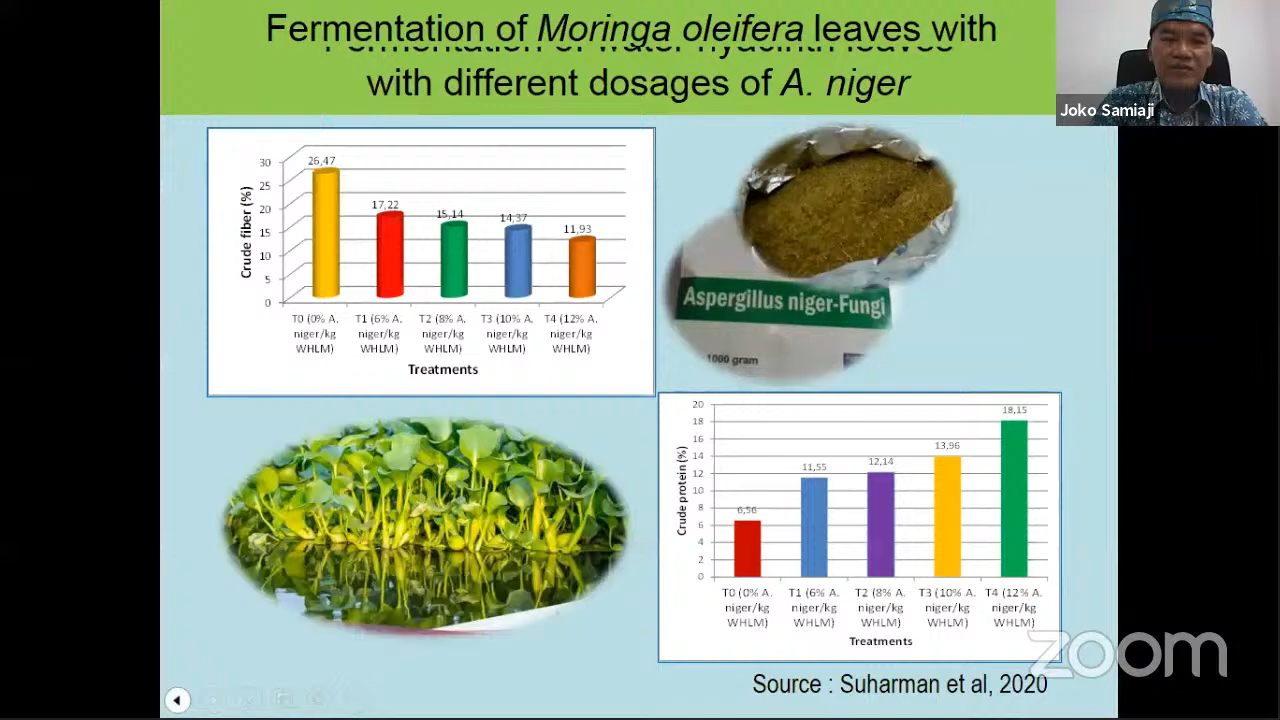 Fermentation of Moringa oleifera leaves with
Fermentation of water hyacinth leaves
with different dosages of A. niger
Joko Samiaji
30
25
20
15
10
5
0
Crude fiber (%)
26,47
17,22
15,14
14,37
11,93
T0 (0% A. niger/kg WHLM)
T1 (6% A. niger/kg WHLM)
T2 (8% A. niger/kg WHLM)
T3 (10% A. niger/kg WHLM)
T4 (12% A. niger/kg WHLM)
Treatments
Aspergillus niger-Fungi
1000 gram
20
18
16
14
12
10
8
6
4
2
0
Crude protein (%)
6,56
11,55
12,14
13,96
18,15
T0 (0% A. niger/kg WHLM)
T1 (6% A. niger/kg WHLM)
T2 (8% A. niger/kg WHLM)
T3 (10% A. niger/kg WHLM)
T4 (12% A. niger/kg WHLM)
Treatments
zoom
Source : Suharman et al, 2020